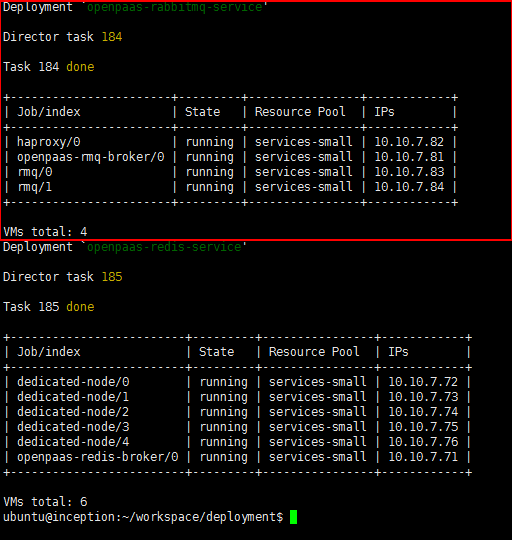 Deployment `openpaas-rabbitmq-service'
Director task 184
Task 184 done
+-----------------------+---------+----------------+------------+
| Job/index             | State   | Resource Pool  | IPs        |
+-----------------------+---------+----------------+------------+
| haproxy/0             | running | services-small | 10.10.7.82 |
| openpaas-rmq-broker/0 | running | services-small | 10.10.7.81 |
| rmq/0                 | running | services-small | 10.10.7.83 |
| rmq/1                 | running | services-small | 10.10.7.84 |
+-----------------------+---------+----------------+------------+
VMs total: 4
Deployment `openpaas-redis-service'
Director task 185
Task 185 done
+-------------------------+---------+----------------+------------+
| Job/index               | State   | Resource Pool  | IPs        |
+-------------------------+---------+----------------+------------+
| dedicated-node/0        | running | services-small | 10.10.7.72 |
| dedicated-node/1        | running | services-small | 10.10.7.73 |
| dedicated-node/2        | running | services-small | 10.10.7.74 |
| dedicated-node/3        | running | services-small | 10.10.7.75 |
| dedicated-node/4        | running | services-small | 10.10.7.76 |
| openpaas-redis-broker/0 | running | services-small | 10.10.7.71 |
+-------------------------+---------+----------------+------------+
VMs total: 6
ubuntu@inception:~/workspace/deployment$